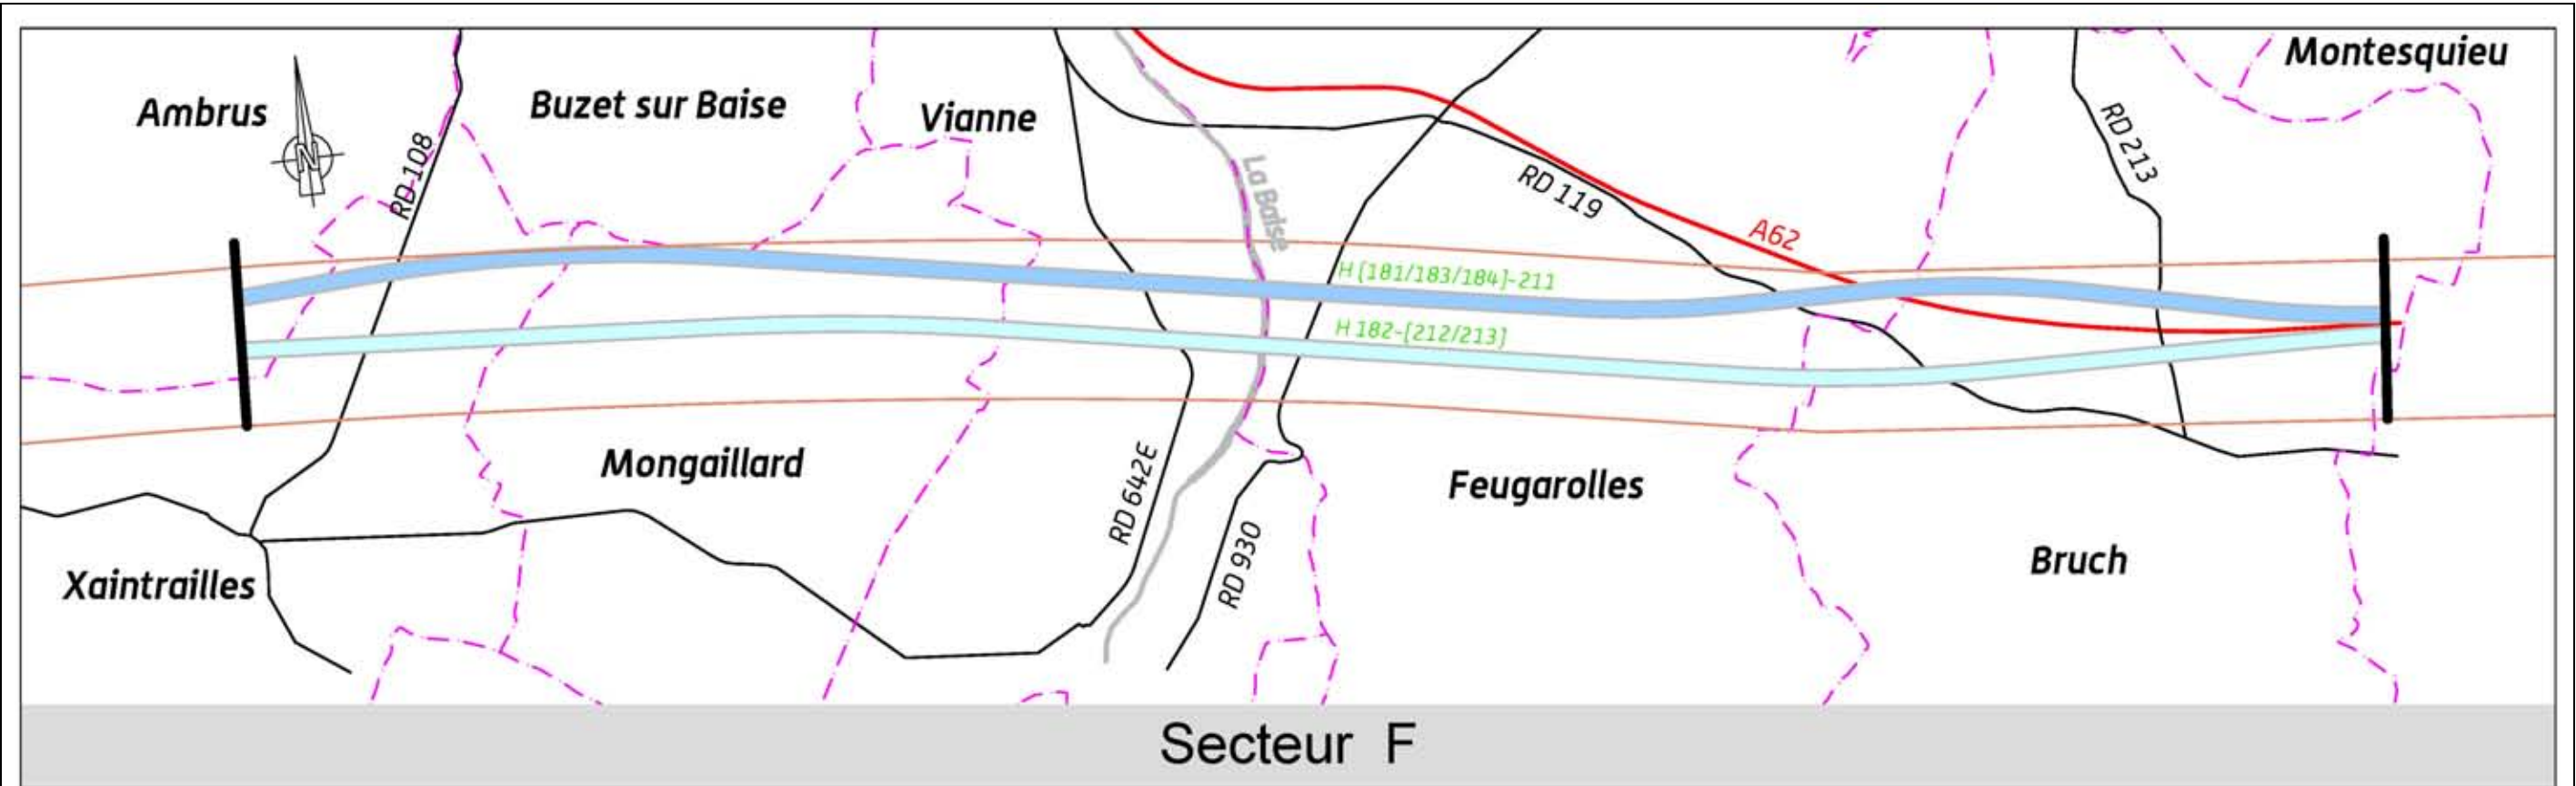 Montesquieu
Ambrus
Buzet sur Baise
Vianne
N
RD 108
La Baïse
RD 119
RD 213
A62
H (181/183/184)-211
H 182-(212/213)
Mongaillard
RD 642E
Feugarolles
RD 930
Bruch
Xaintrailles
Secteur F